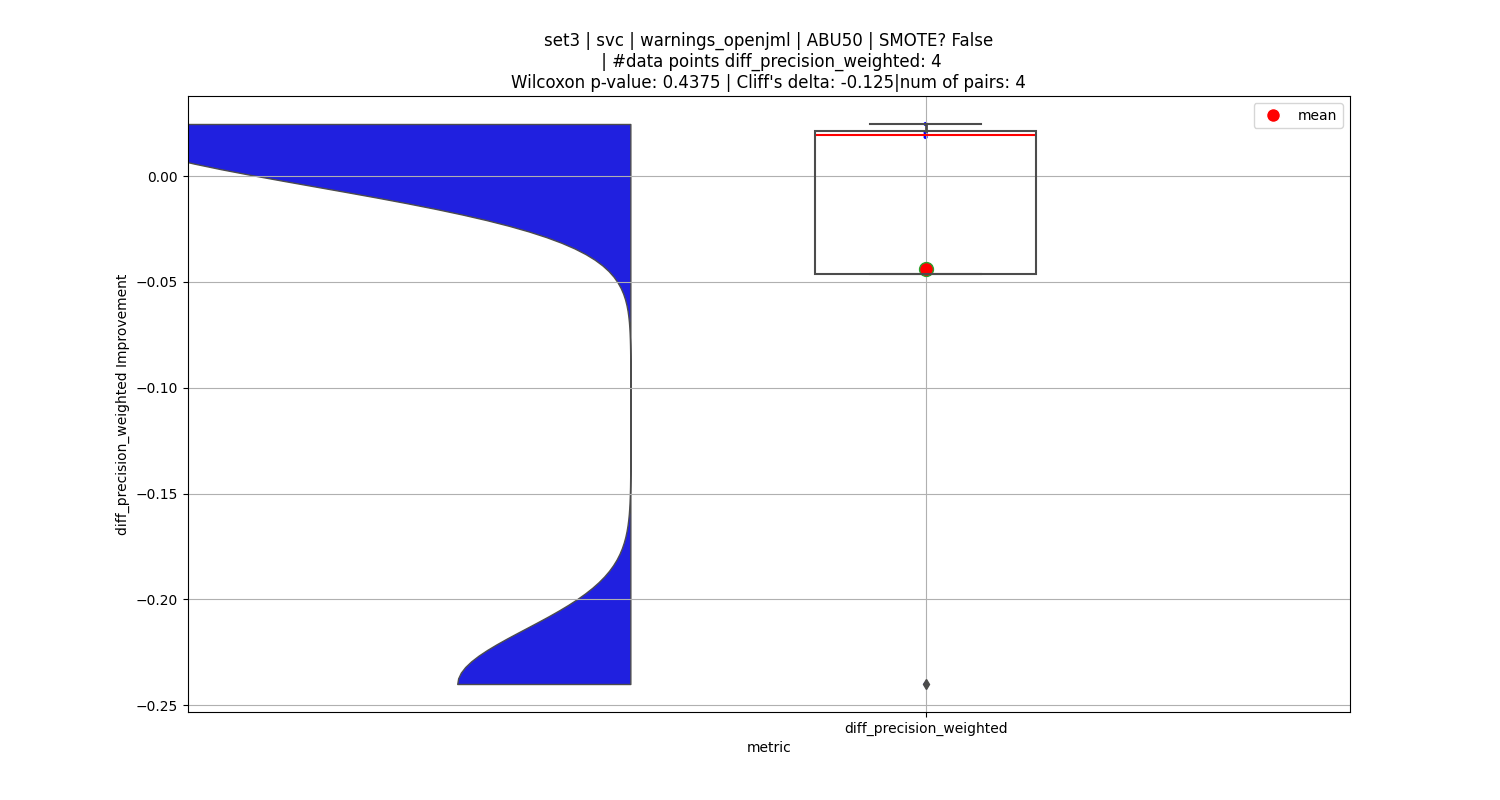 set3 | svc | warnings_openjml | ABU50 | SMOTE? False
| #data points diff_precision_weighted: 4
Wilcoxon p-value: 0.4375 | Cliff's delta: -0.125|num of pairs: 4
mean
0.00
−0.05
−0.10
−0.15
−0.20
−0.25
diff_precision_weighted Improvement
diff_precision_weighted
metric